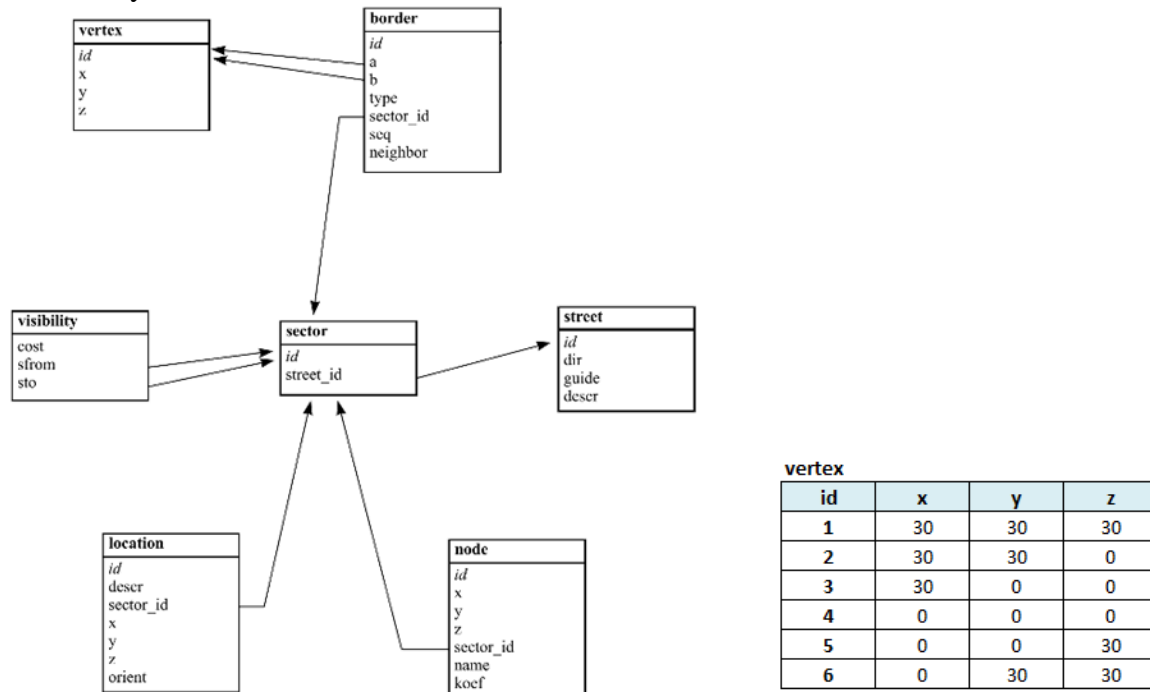 vertex
id
x
y
z
border
id
a
b
type
sector_id
seq
neighbor
visibility
cost
sfrom
sto
sector
id
street_id
street
id
dir
guide
descr
location
id
descr
sector_id
x
y
z
orient
node
id
x
y
z
sector_id
name
koef
vertex
id x y z
1 30 30 30
2 30 30 0
3 30 0 0
4 0 0 0
5 0 0 30
6 0 30 30